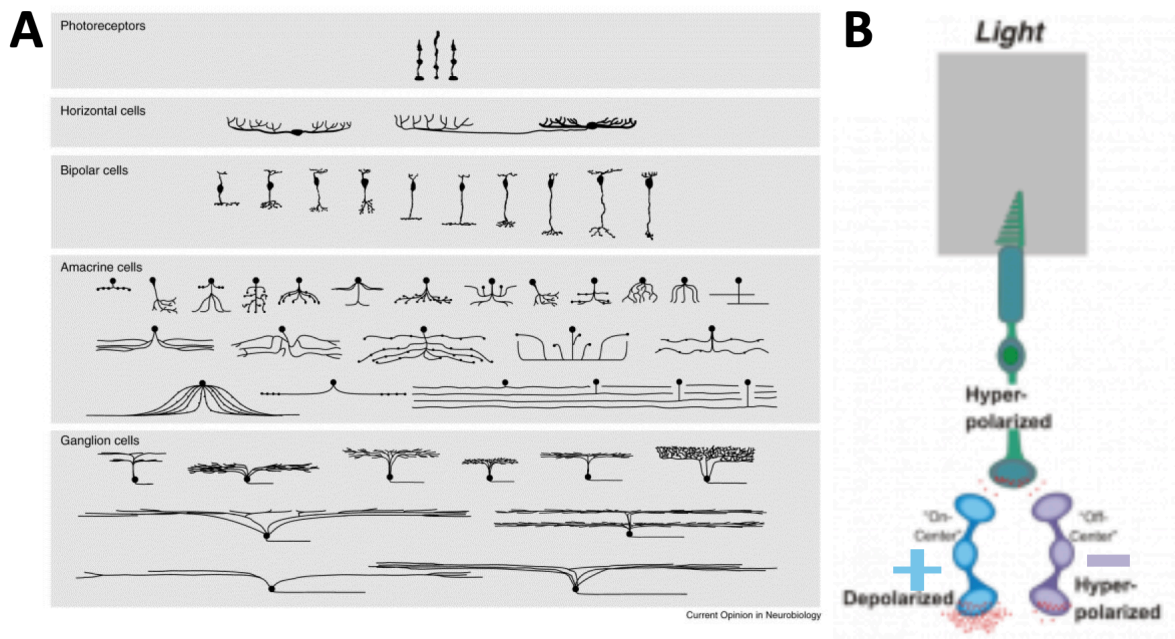 A
Photoreceptors
Horizontal cells
Bipolar cells
Amacrine cells
Ganglion cells
Current Opinion in Neurobiology
B
Light
Hyper-
polarized
"On-
Center"
"Off-
Center"
Depolarized
Hyper-
polarized